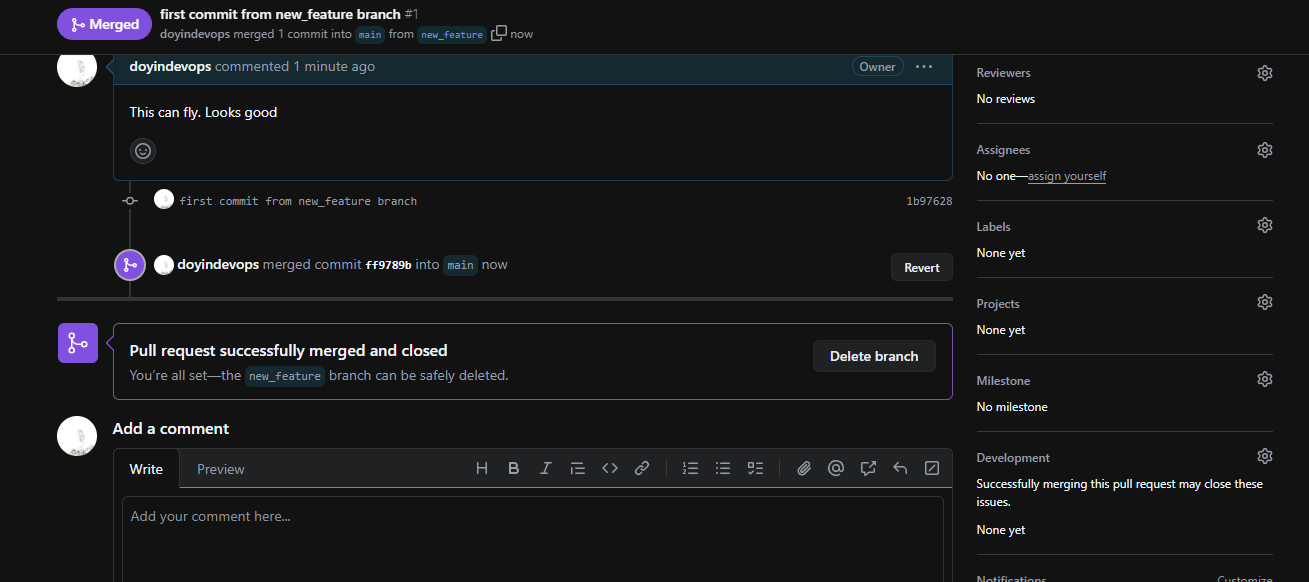 Merged
first commit from new_feature branch #1
doyindevops merged 1 commit into main from new_feature now
doyindevops commented 1 minute ago
Owner
This can fly. Looks good
first commit from new_feature branch
1b97628
doyindevops merged commit ff9789b into main now
Revert
Pull request successfully merged and closed
You're all set—the new_feature branch can be safely deleted.
Delete branch
Add a comment
Write
Preview
Add your comment here...
Reviewers
No reviews
Assignees
No one—assign yourself
Labels
None yet
Projects
None yet
Milestone
No milestone
Development
Successfully merging this pull request may close these
issues.
None yet
Notifications
Customize